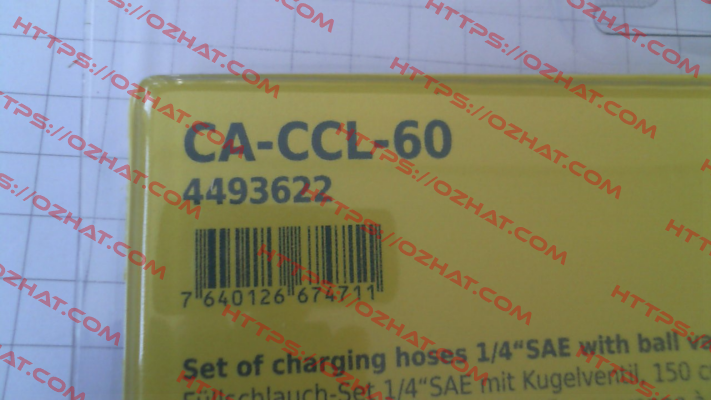 CA-CCL-60
4493622
7 640126 674711
Set of charging hoses 1/4“SAE with ball
Füllschlauch-Set 1/4“SAE mit Kugelventil, 150
HTTPS://OZHAT.COM